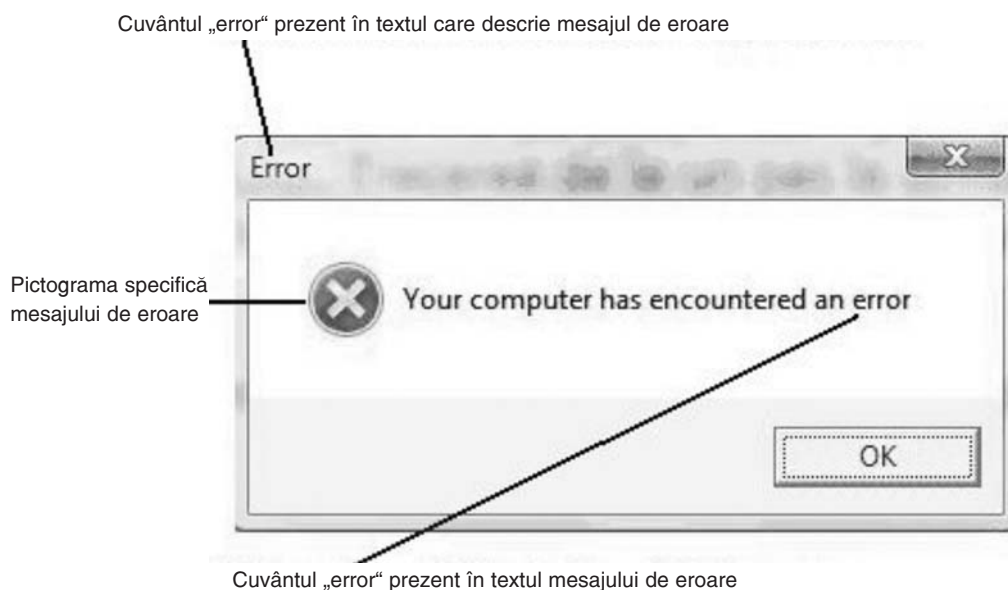 Cuvântul „error“ prezent în textul care descrie mesajul de eroare
Error
Pictograma specifică
mesajului de eroare
Your computer has encountered an error
OK
Cuvântul „error“ prezent în textul mesajului de eroare